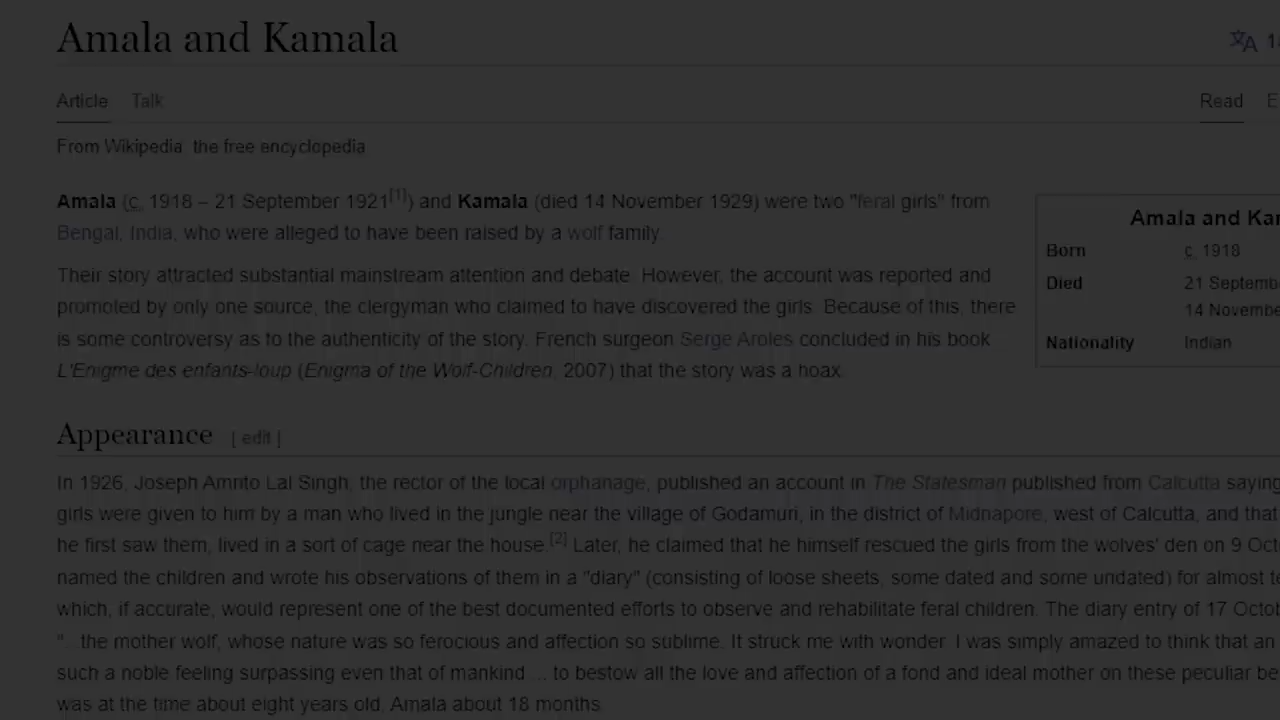 Amala and Kamala
Article Talk
Read
From Wikipedia the free encyclopedia
Amala (c. 1918 – 21 September 1921[1]) and Kamala (died 14 November 1929) were two "feral girls" from
Bengal, India, who were alleged to have been raised by a wolf family.
Their story attracted substantial mainstream attention and debate. However, the account was reported and
promoted by only one source, the clergyman who claimed to have discovered the girls. Because of this, there
is some controversy as to the authenticity of the story. French surgeon Serge Aroles concluded in his book
L'Enigme des enfants-loup (Enigma of the Wolf-Children, 2007) that the story was a hoax.
Amala and Ka
Born c. 1918
Died 21 Septemb
14 Novembe
Nationality Indian
Appearance [ edit ]
In 1926, Joseph Amrito Lal Singh, the rector of the local orphanage, published an account in The Statesman published from Calcutta saying
girls were given to him by a man who lived in the jungle near the village of Godamuri, in the district of Midnapore, west of Calcutta, and that
he first saw them, lived in a sort of cage near the house.[2] Later, he claimed that he himself rescued the girls from the wolves' den on 9 Oct
named the children and wrote his observations of them in a "diary" (consisting of loose sheets, some dated and some undated) for almost te
which, if accurate, would represent one of the best documented efforts to observe and rehabilitate feral children. The diary entry of 17 Octob
"... the mother wolf, whose nature was so ferocious and affection so sublime. It struck me with wonder. I was simply amazed to think that an
such a noble feeling surpassing even that of mankind ... to bestow all the love and affection of a fond and ideal mother on these peculiar be
was at the time about eight years old, Amala about 18 months.